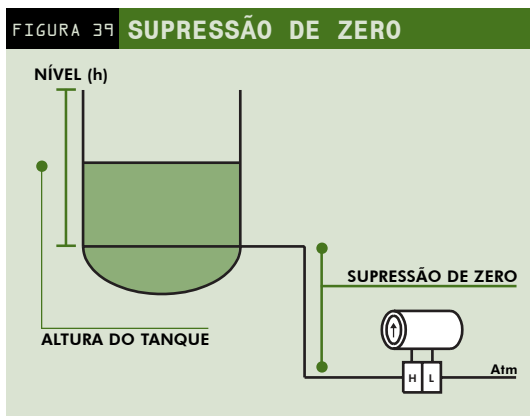 FIGURA 39 SUPRESSÃO DE ZERO
NÍVEL (h)
SUPRESSÃO DE ZERO
ALTURA DO TANQUE
Atm
H L